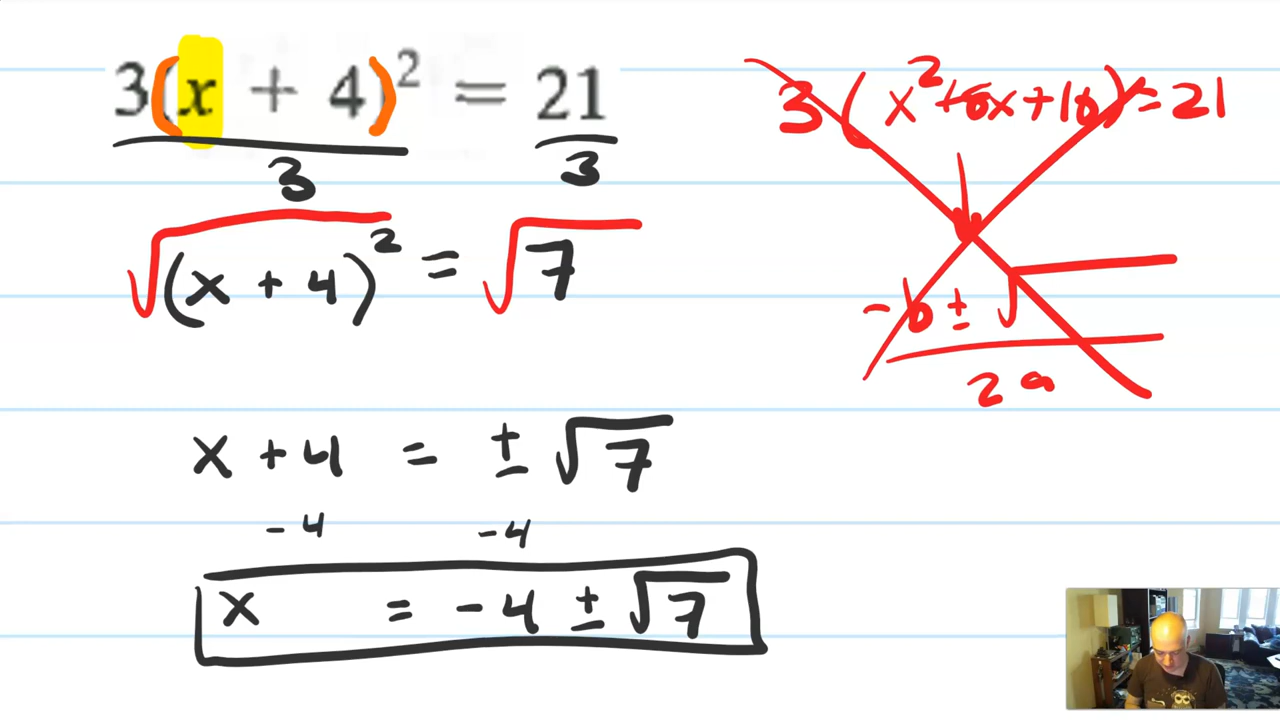 3(x + 4)² = 21
3 3
√(x + 4)² = √7
x + 4 = ± √7
- 4 - 4
x = - 4 ± √7
3 (x² + 6x + 16) = 21
- b ± √
2a